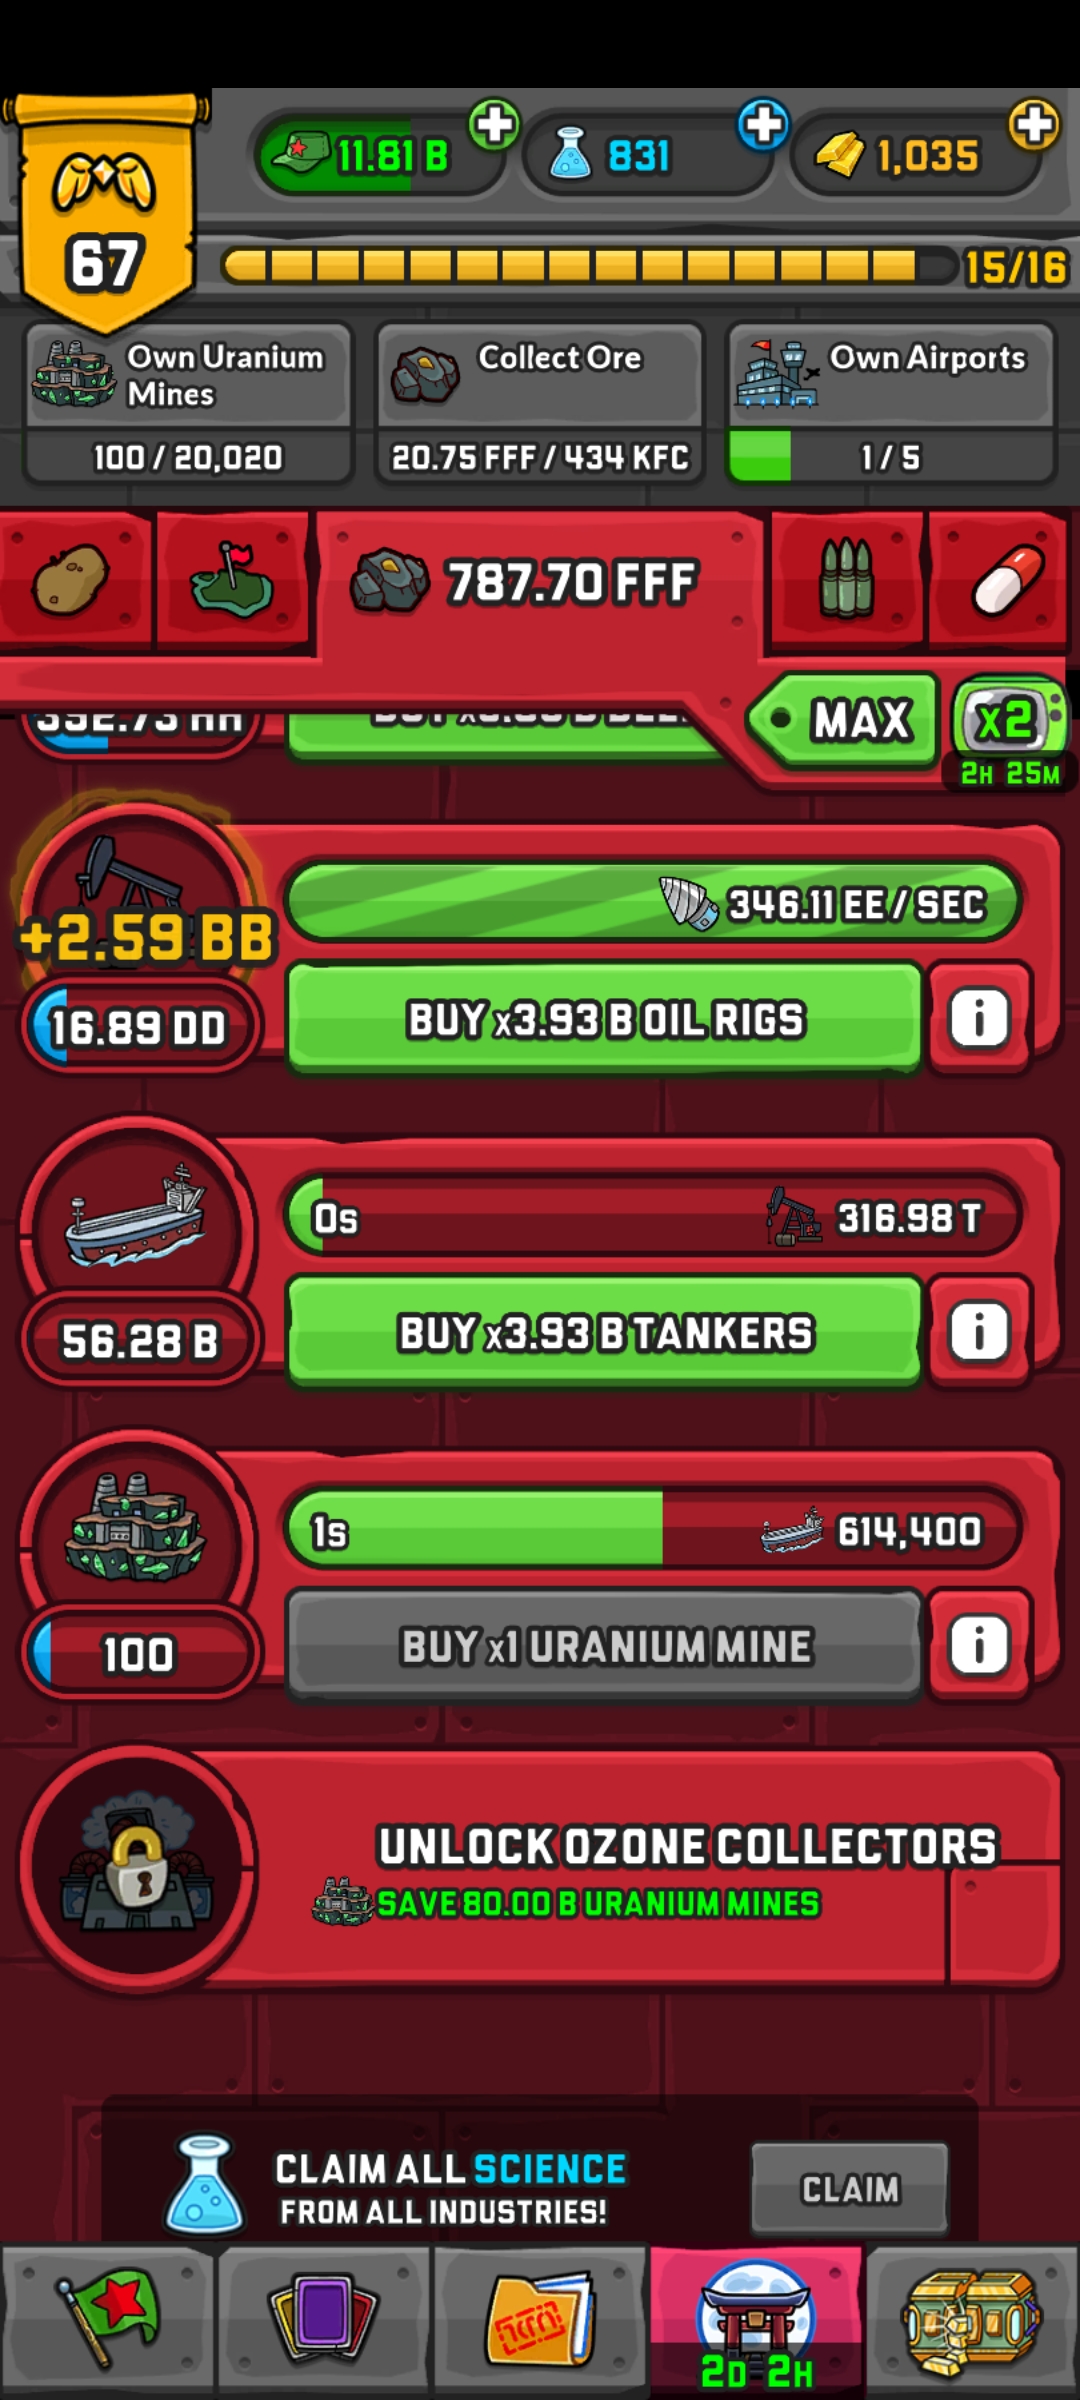 11.81 B
831
1,035
67
15/16
Own Uranium
Mines
Collect Ore
Own Airports
100 / 20,020
20.75 FFF / 434 KFC
1 / 5
787.70 FFF
MAX
x2
2H 25M
346.11 EE / SEC
+2.59 BB
16.89 DD
BUY x3.93 B OIL RIGS
i
0s
316.98 T
56.28 B
BUY x3.93 B TANKERS
i
1s
614,400
100
BUY x1 URANIUM MINE
i
UNLOCK OZONE COLLECTORS
SAVE 80.00 B URANIUM MINES
CLAIM ALL SCIENCE
FROM ALL INDUSTRIES!
CLAIM
2D 2H